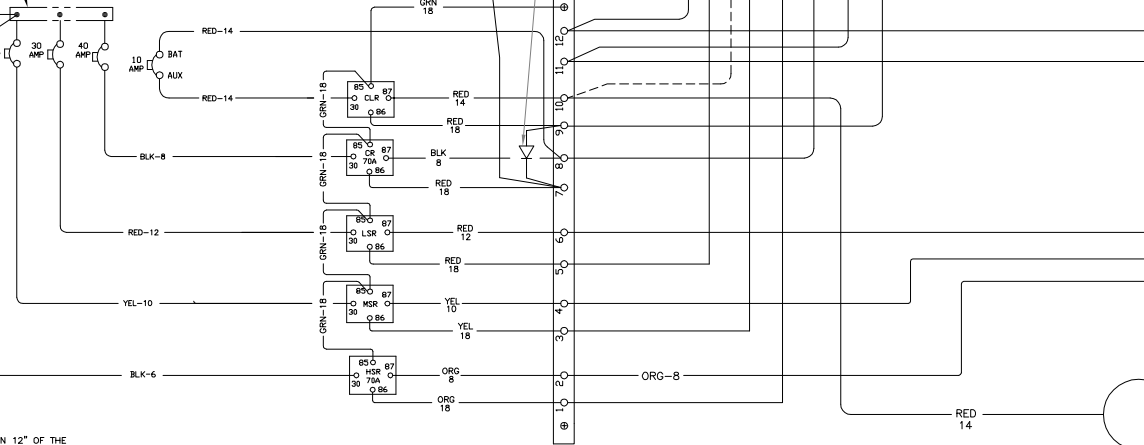 GRN
18
30
AMP
40
AMP
10
AMP
BAT
AUX
RED-14
RED-14
GRN-18
85
87
CLR
30
86
RED
14
RED
18
BLK-8
GRN-18
85
CR
87
70A
30
86
BLK
8
RED
18
RED-12
GRN-18
85
87
LSR
30
86
RED
12
RED
18
YEL-10
GRN-18
85
87
MSR
30
86
YEL
10
YEL
18
BLK-6
85
HSR
87
70A
30
86
ORG
8
ORG
18
12
11
10
9
8
7
6
5
4
3
2
1
ORG-8
RED
14
N 12" OF THE